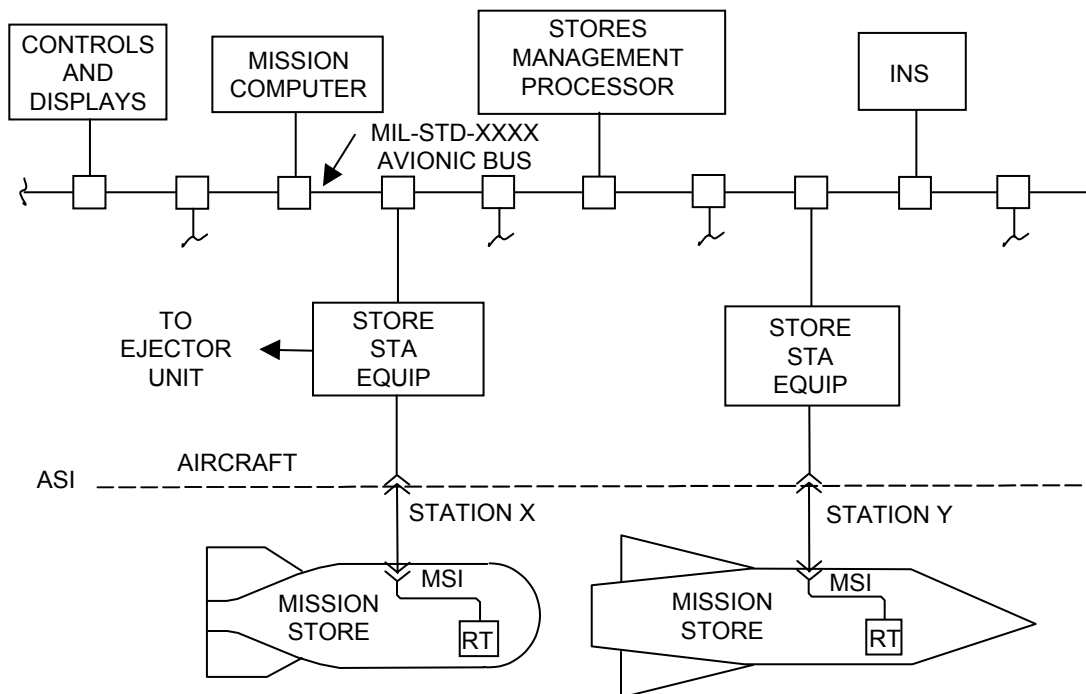 CONTROLS
AND
DISPLAYS
MISSION
COMPUTER
STORES
MANAGEMENT
PROCESSOR
INS
MIL-STD-XXXX
AVIONIC BUS
TO
EJECTOR
UNIT
STORE
STA
EQUIP
STORE
STA
EQUIP
AIRCRAFT
ASI
STATION X
STATION Y
MSI
MISSION
STORE
RT
MSI
MISSION
STORE
RT